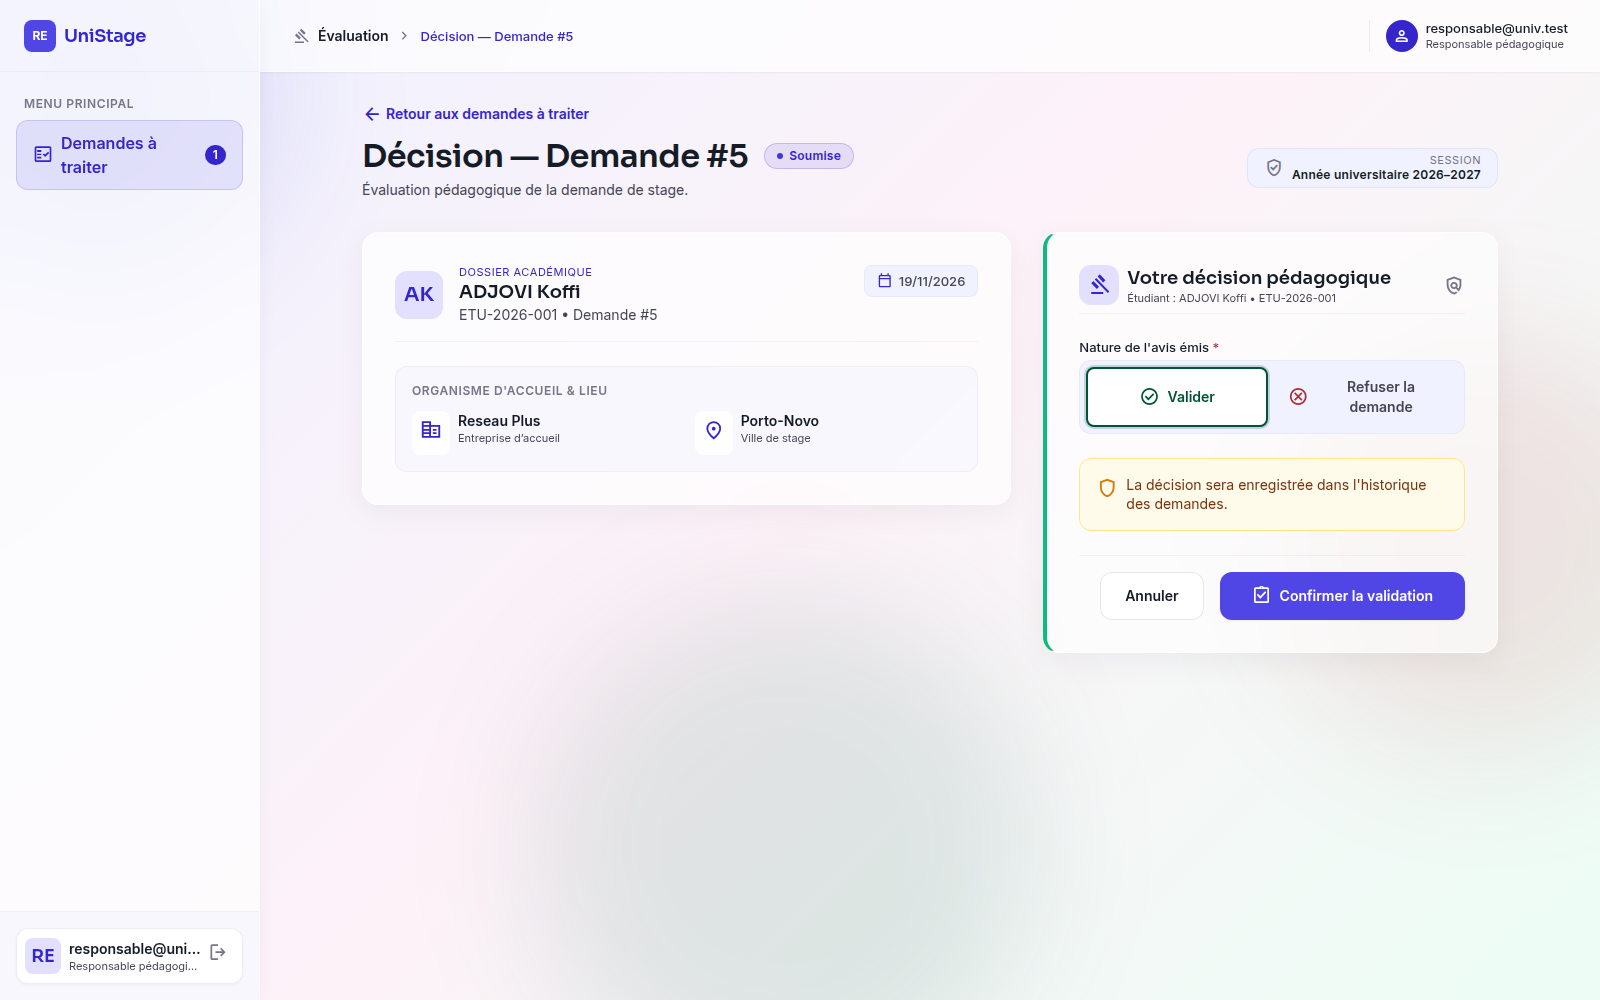 RE
UniStage
MENU PRINCIPAL
Demandes à
traiter
1
responsable@uni...
RE
Responsable pédagogi...
Évaluation
Décision — Demande #5
responsable@univ.test
Responsable pédagogique
Retour aux demandes à traiter
Décision — Demande #5
Soumise
Évaluation pédagogique de la demande de stage.
SESSION
Année universitaire 2026–2027
AK
DOSSIER ACADÉMIQUE
ADJOVI Koffi
ETU-2026-001 • Demande #5
19/11/2026
ORGANISME D'ACCUEIL & LIEU
Reseau Plus
Entreprise d’accueil
Porto-Novo
Ville de stage
Votre décision pédagogique
Étudiant : ADJOVI Koffi • ETU-2026-001
Nature de l'avis émis *
Valider
Refuser la
demande
La décision sera enregistrée dans l'historique
des demandes.
Annuler
Confirmer la validation